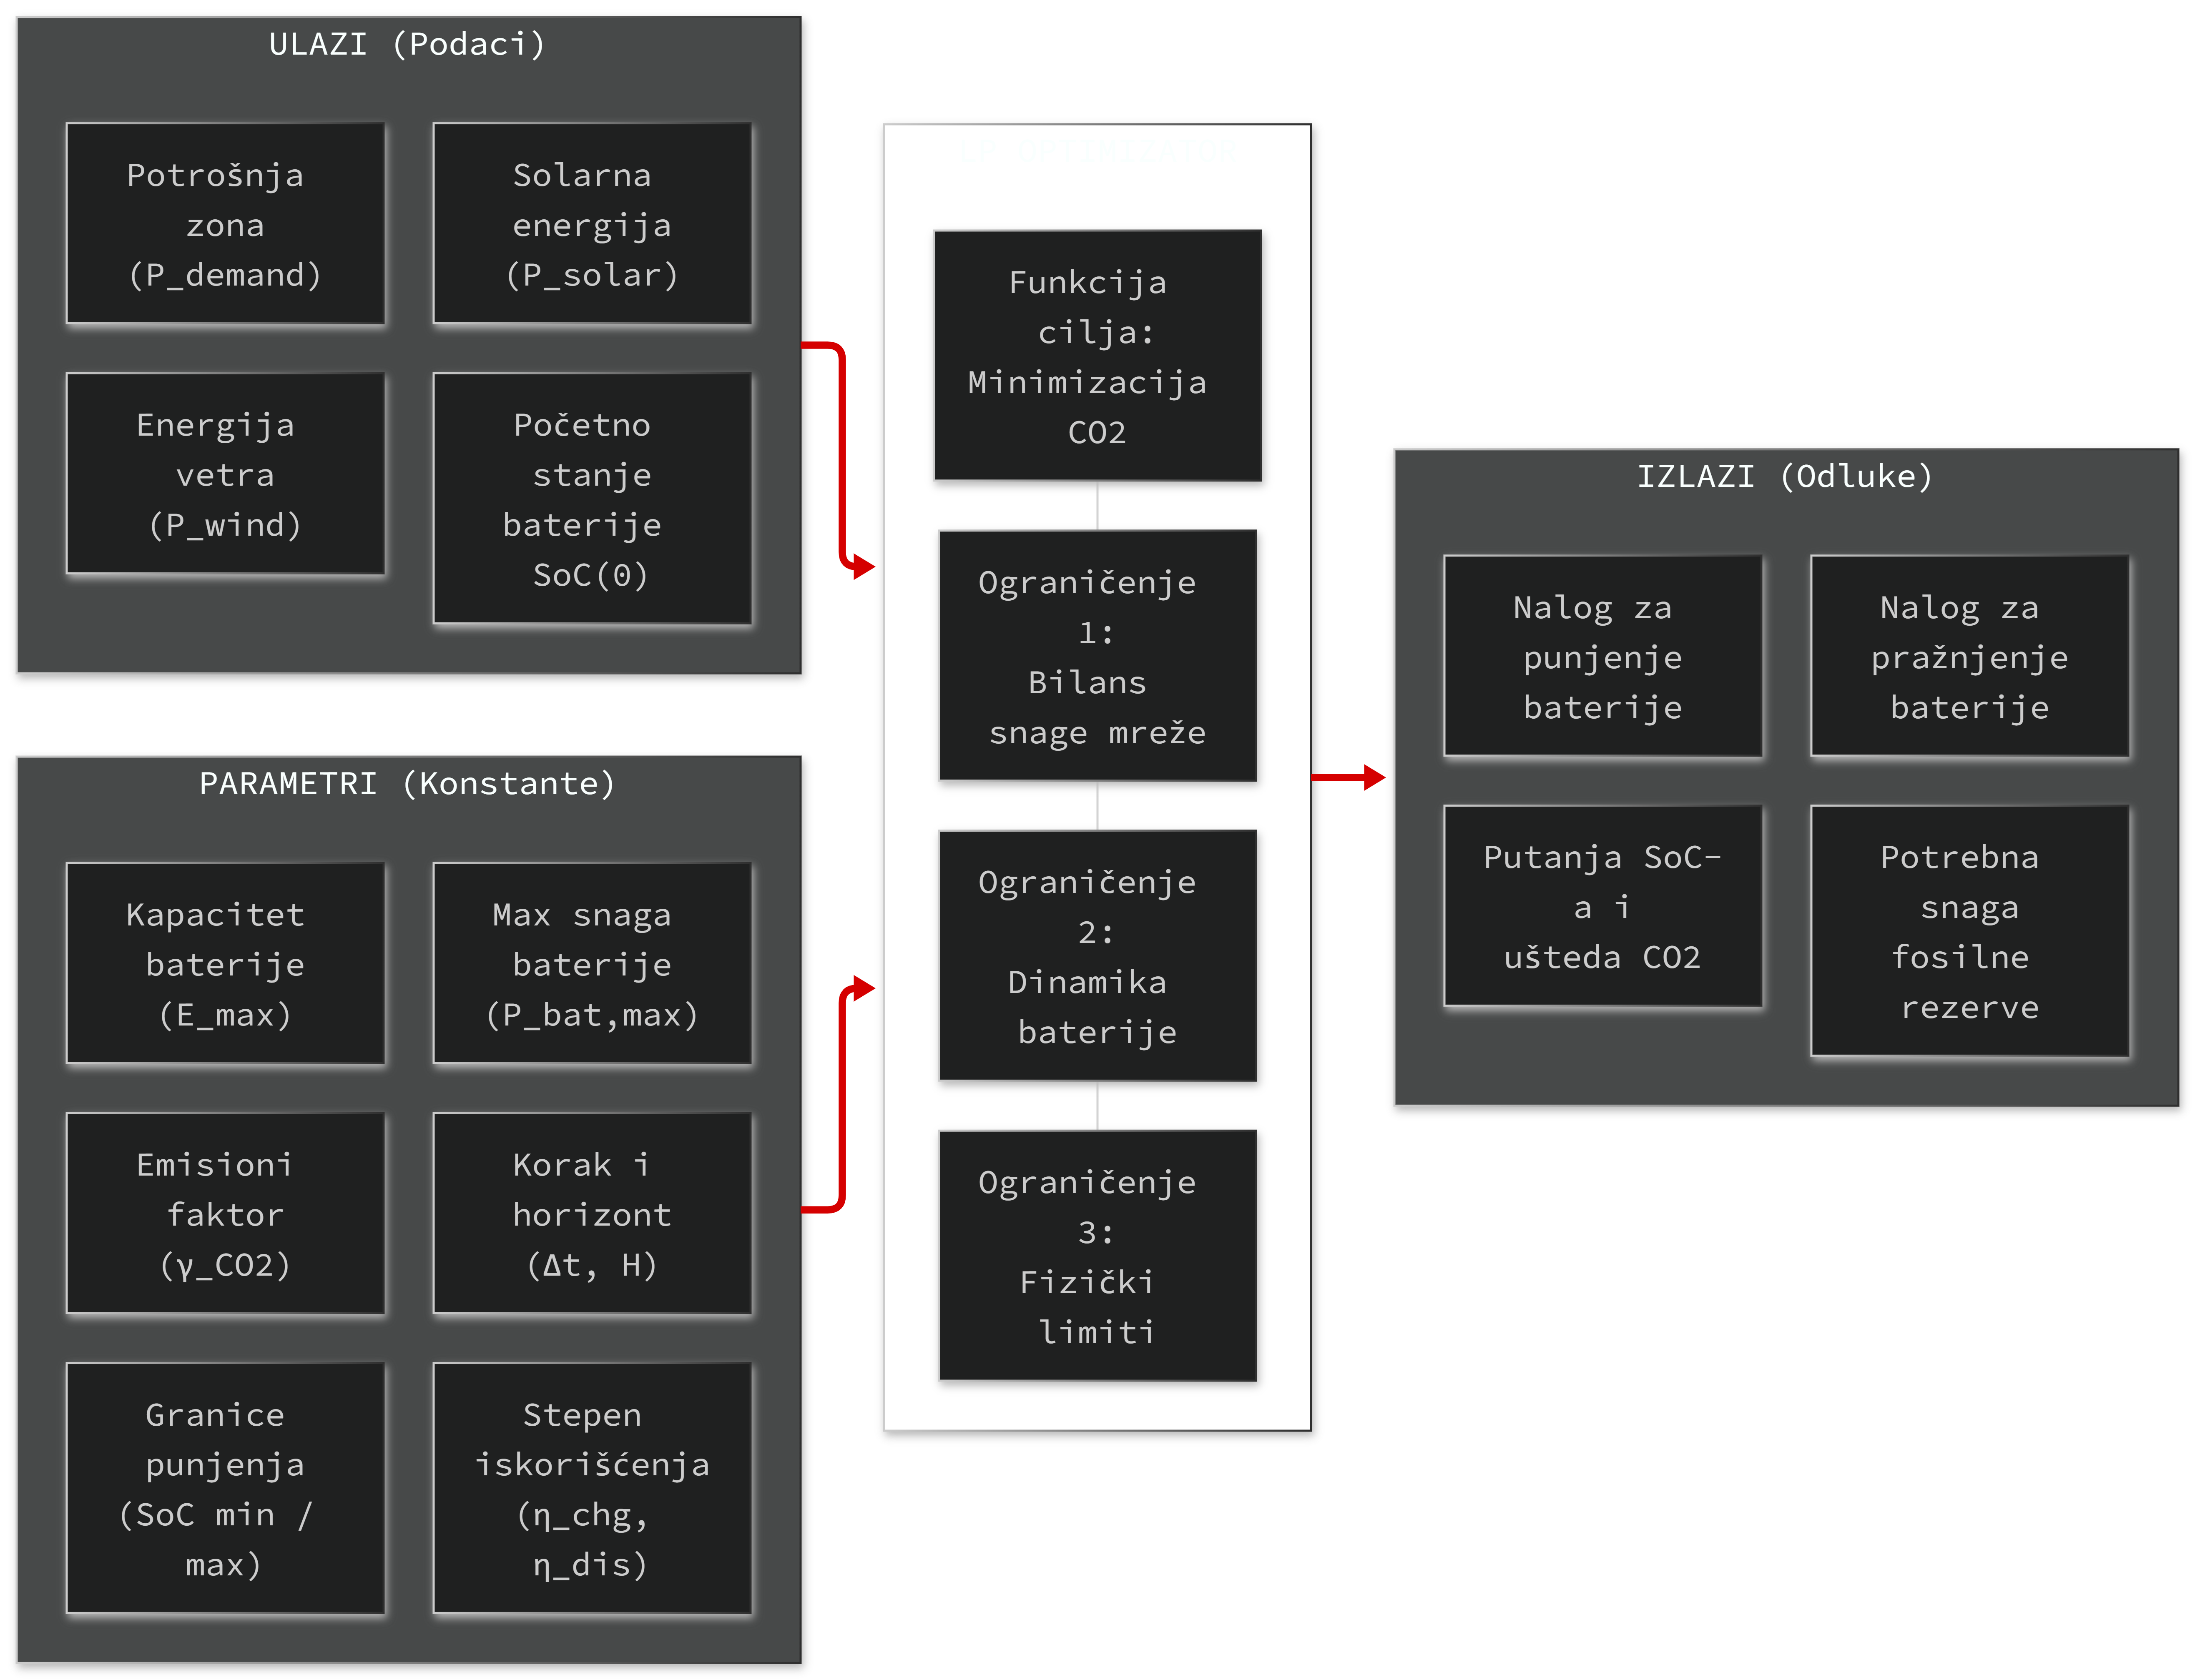 ULAZI (Podaci)
Potrošnja
zona
(P_demand)
Solarna
energija
(P_solar)
Energija
vetra
(P_wind)
Početno
stanje
baterije
SoC(0)
PARAMETRI (Konstante)
Kapacitet
baterije
(E_max)
Max snaga
baterije
(P_bat,max)
Emisioni
faktor
(γ_CO2)
Korak i
horizont
(Δt, H)
Granice
punjenja
(SoC min /
max)
Stepen
iskorišćenja
(η_chg,
η_dis)
Funkcija
cilja:
Minimizacija
CO2
Ograničenje
1:
Bilans
snage mreže
Ograničenje
2:
Dinamika
baterije
Ograničenje
3:
Fizički
limiti
IZLAZI (Odluke)
Nalog za
punjenje
baterije
Nalog za
pražnjenje
baterije
Putanja SoC-
a i
ušteda CO2
Potrebna
snaga
fosilne
rezerve